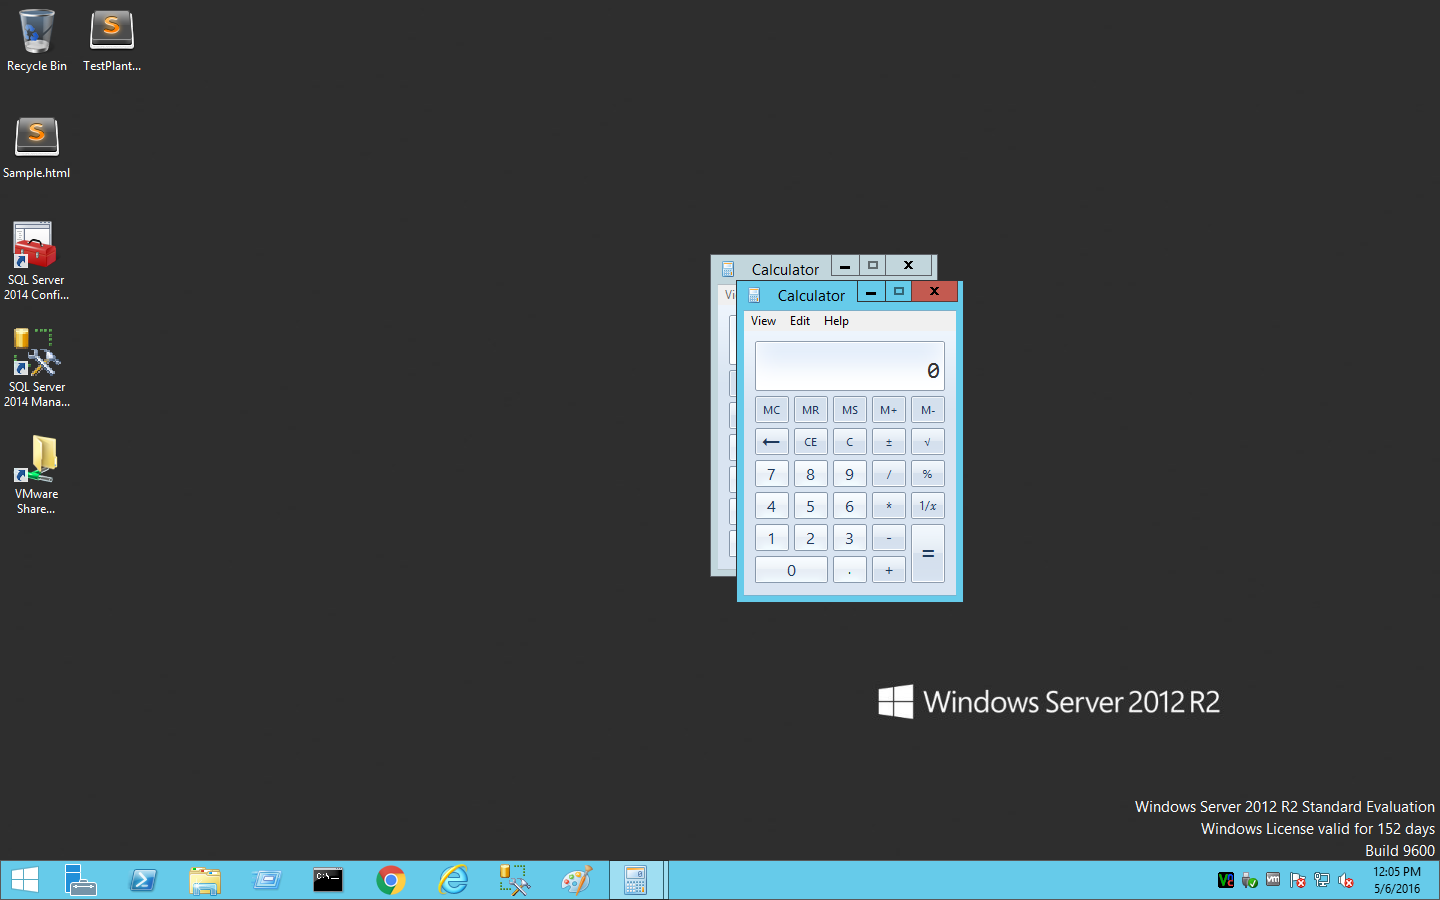 Recycle Bin
TestPlant...
Sample.html
SQL Server
2014 Confi...
SQL Server
2014 Mana...
VMware
Share...
Calculator
Vi
Calculator
View Edit Help
0
MC MR MS M+ M-
← CE C ± √
7 8 9 / %
4 5 6 * 1/x
1 2 3 - =
0 . +
Windows Server 2012 R2
Windows Server 2012 R2 Standard Evaluation
Windows License valid for 152 days
Build 9600
12:05 PM
5/6/2016